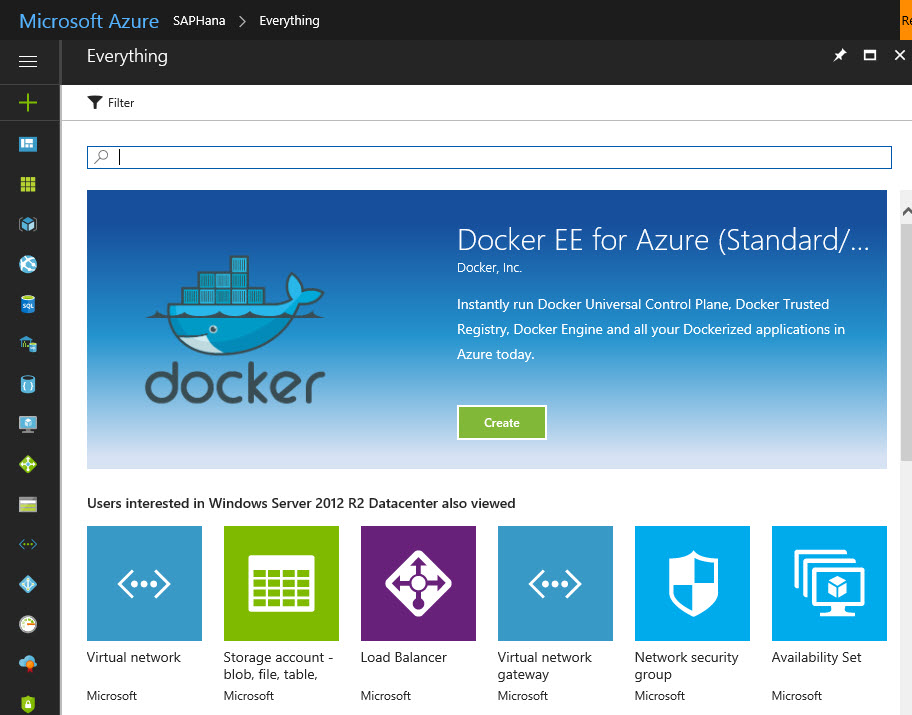 Microsoft Azure SAPHana > Everything
Re
Everything
Filter
Docker EE for Azure (Standard/...
Docker, Inc.
Instantly run Docker Universal Control Plane, Docker Trusted
Registry, Docker Engine and all your Dockerized applications in
Azure today.
docker
Create
Users interested in Windows Server 2012 R2 Datacenter also viewed
SQL
Virtual network
Microsoft
Storage account -
blob, file, table,
Microsoft
Load Balancer
Microsoft
Virtual network
gateway
Microsoft
Network security
group
Microsoft
Availability Set
Microsoft